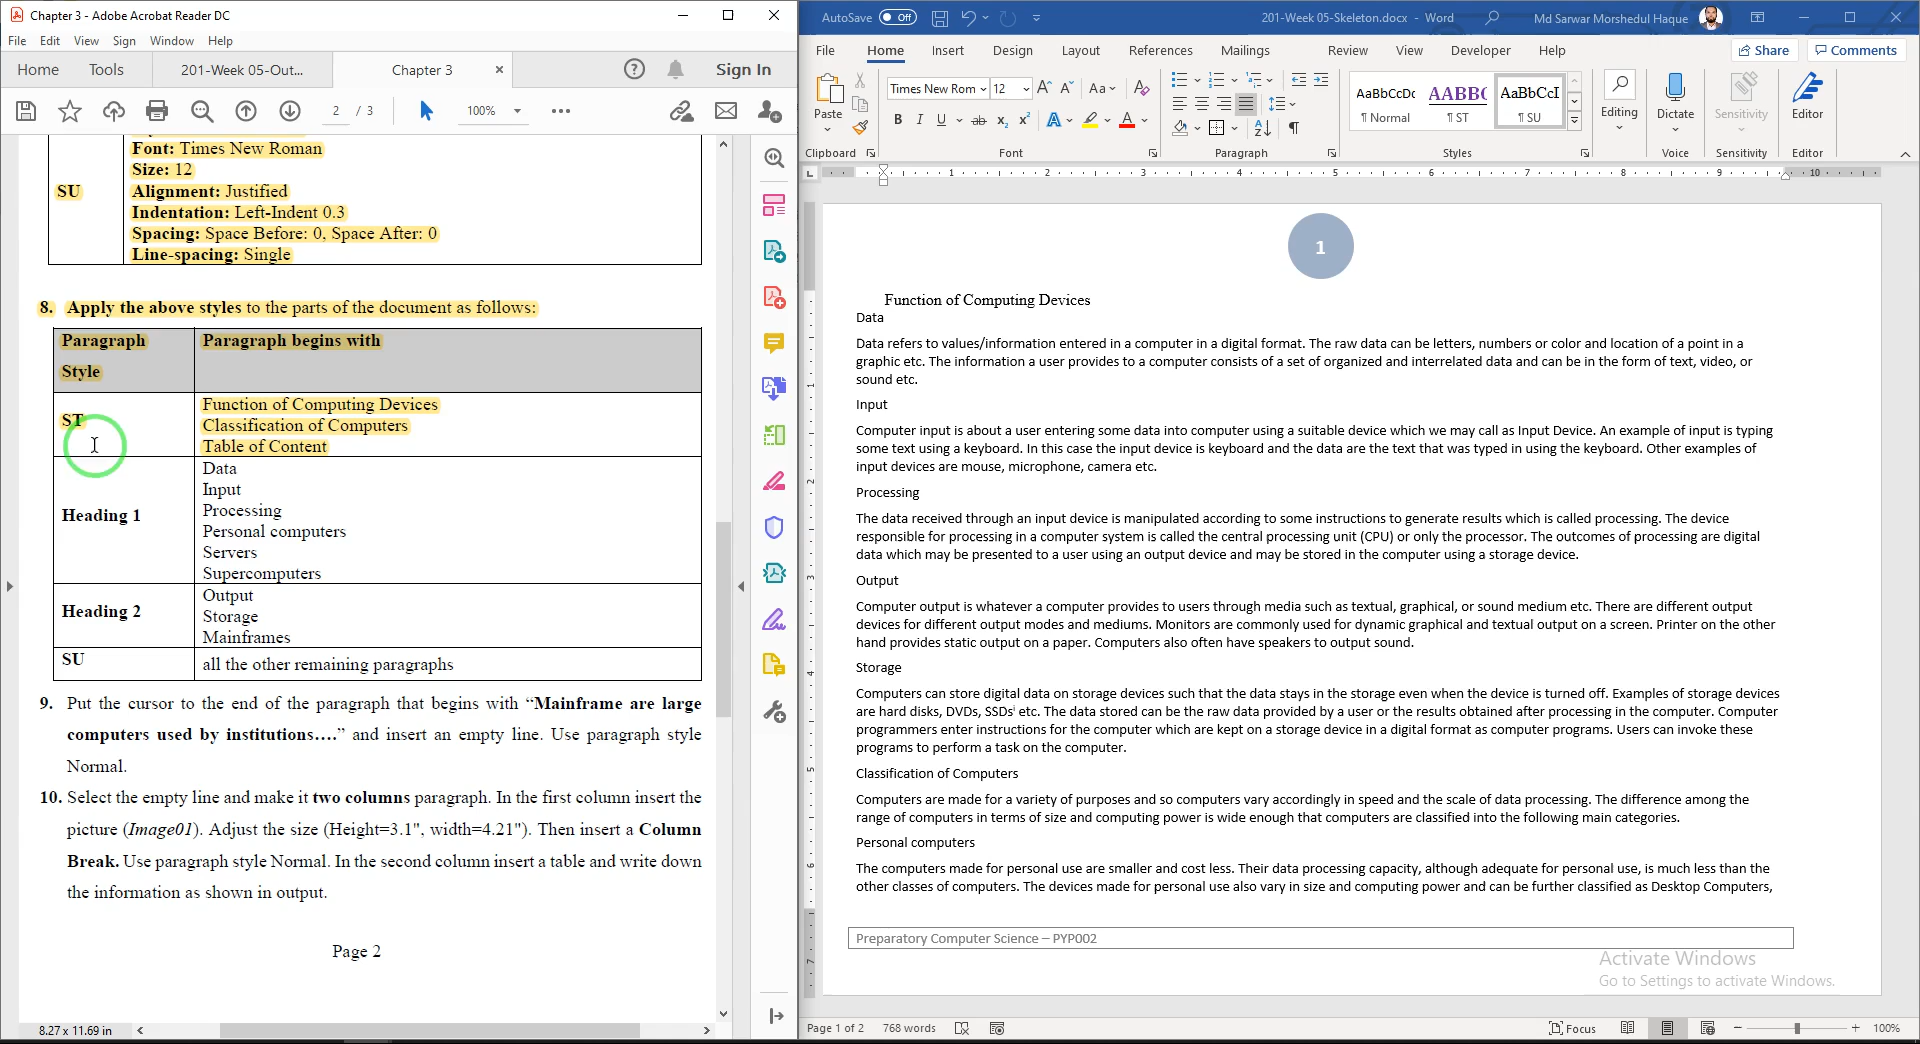 Chapter 3 - Adobe Acrobat Reader DC
File Edit View Sign Window Help
Home Tools 201-Week 05-Out... Chapter 3 × Sign In
2 / 3 100%
Font: Times New Roman
Size: 12
SU
Alignment: Justified
Indentation: Left-Indent 0.3
Spacing: Space Before: 0, Space After: 0
Line-spacing: Single
8. Apply the above styles to the parts of the document as follows:
Paragraph Style
Paragraph begins with
ST
Function of Computing Devices
Classification of Computers
Table of Content
Heading 1
Data
Input
Processing
Personal computers
Servers
Supercomputers
Heading 2
Output
Storage
Mainframes
SU
all the other remaining paragraphs
9. Put the cursor to the end of the paragraph that begins with “Mainframe are large
computers used by institutions….” and insert an empty line. Use paragraph style
Normal.
10. Select the empty line and make it two columns paragraph. In the first column insert the
picture (Image01). Adjust the size (Height=3.1", width=4.21"). Then insert a Column
Break. Use paragraph style Normal. In the second column insert a table and write down
the information as shown in output.
Page 2
8.27 x 11.69 in
AutoSave Off 201-Week 05-Skeleton.docx - Word Md Sarwar Morshedul Haque
File Home Insert Design Layout References Mailings Review View Developer Help Share Comments
Paste
Times New Rom 12
Aa
B I U ab x₂ x² A A
AaBbCcDc AABBC AaBbCcI
¶ Normal ¶ ST ¶ SU
Editing Dictate Sensitivity Editor
Clipboard Font Paragraph Styles Voice Sensitivity Editor
1 2 3 4 5 6 7 8 9 10
1
Function of Computing Devices
Data
Data refers to values/information entered in a computer in a digital format. The raw data can be letters, numbers or color and location of a point in a
graphic etc. The information a user provides to a computer consists of a set of organized and interrelated data and can be in the form of text, video, or
sound etc.
Input
Computer input is about a user entering some data into computer using a suitable device which we may call as Input Device. An example of input is typing
some text using a keyboard. In this case the input device is keyboard and the data are the text that was typed in using the keyboard. Other examples of
input devices are mouse, microphone, camera etc.
Processing
The data received through an input device is manipulated according to some instructions to generate results which is called processing. The device
responsible for processing in a computer system is called the central processing unit (CPU) or only the processor. The outcomes of processing are digital
data which may be presented to a user using an output device and may be stored in the computer using a storage device.
Output
Computer output is whatever a computer provides to users through media such as textual, graphical, or sound medium etc. There are different output
devices for different output modes and mediums. Monitors are commonly used for dynamic graphical and textual output on a screen. Printer on the other
hand provides static output on a paper. Computers also often have speakers to output sound.
Storage
Computers can store digital data on storage devices such that the data stays in the storage even when the device is turned off. Examples of storage devices
are hard disks, DVDs, SSDsⁱ etc. The data stored can be the raw data provided by a user or the results obtained after processing in the computer. Computer
programmers enter instructions for the computer which are kept on a storage device in a digital format as computer programs. Users can invoke these
programs to perform a task on the computer.
Classification of Computers
Computers are made for a variety of purposes and so computers vary accordingly in speed and the scale of data processing. The difference among the
range of computers in terms of size and computing power is wide enough that computers are classified into the following main categories.
Personal computers
The computers made for personal use are smaller and cost less. Their data processing capacity, although adequate for personal use, is much less than the
other classes of computers. The devices made for personal use also vary in size and computing power and can be further classified as Desktop Computers,
Preparatory Computer Science – PYP002
Activate Windows
Go to Settings to activate Windows.
Page 1 of 2 768 words Focus 100%